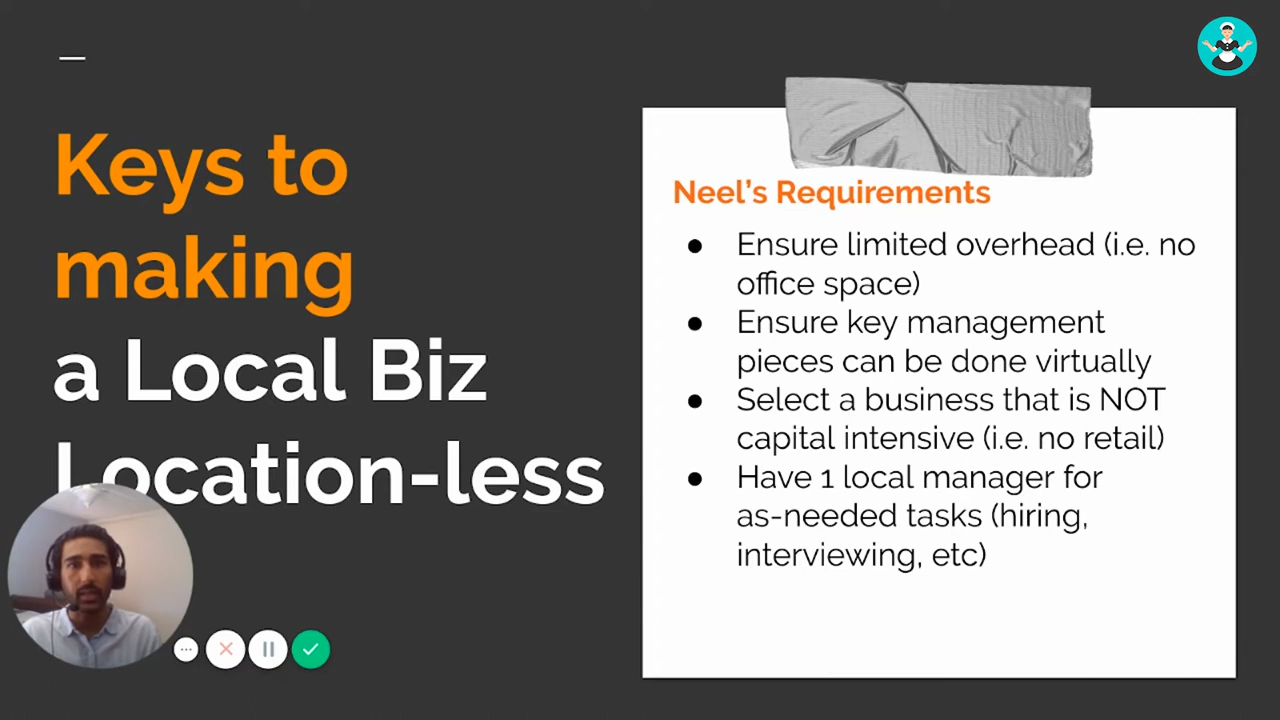 Keys to
making
a Local Biz
Location-less
Neel's Requirements
● Ensure limited overhead (i.e. no
office space)
● Ensure key management
pieces can be done virtually
● Select a business that is NOT
capital intensive (i.e. no retail)
● Have 1 local manager for
as-needed tasks (hiring,
interviewing, etc)